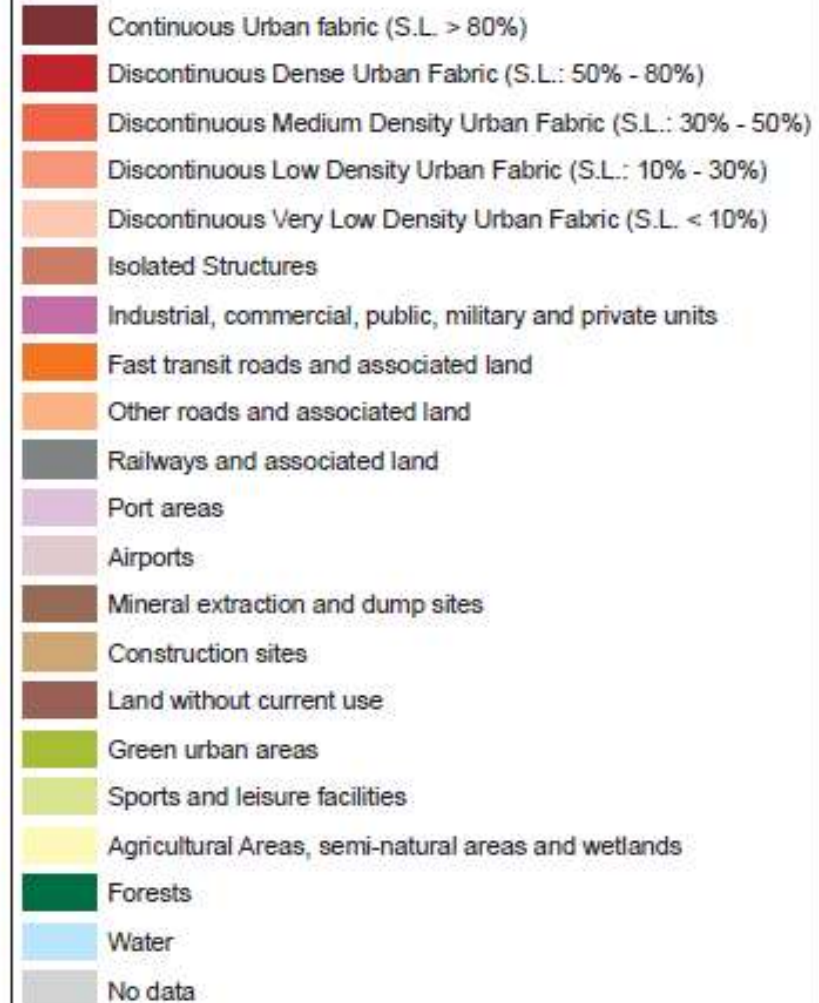 Continuous Urban fabric (S.L. > 80%)
Discontinuous Dense Urban Fabric (S.L.: 50% - 80%)
Discontinuous Medium Density Urban Fabric (S.L.: 30% - 50%)
Discontinuous Low Density Urban Fabric (S.L.: 10% - 30%)
Discontinuous Very Low Density Urban Fabric (S.L. < 10%)
Isolated Structures
Industrial, commercial, public, military and private units
Fast transit roads and associated land
Other roads and associated land
Railways and associated land
Port areas
Airports
Mineral extraction and dump sites
Construction sites
Land without current use
Green urban areas
Sports and leisure facilities
Agricultural Areas, semi-natural areas and wetlands
Forests
Water
No data